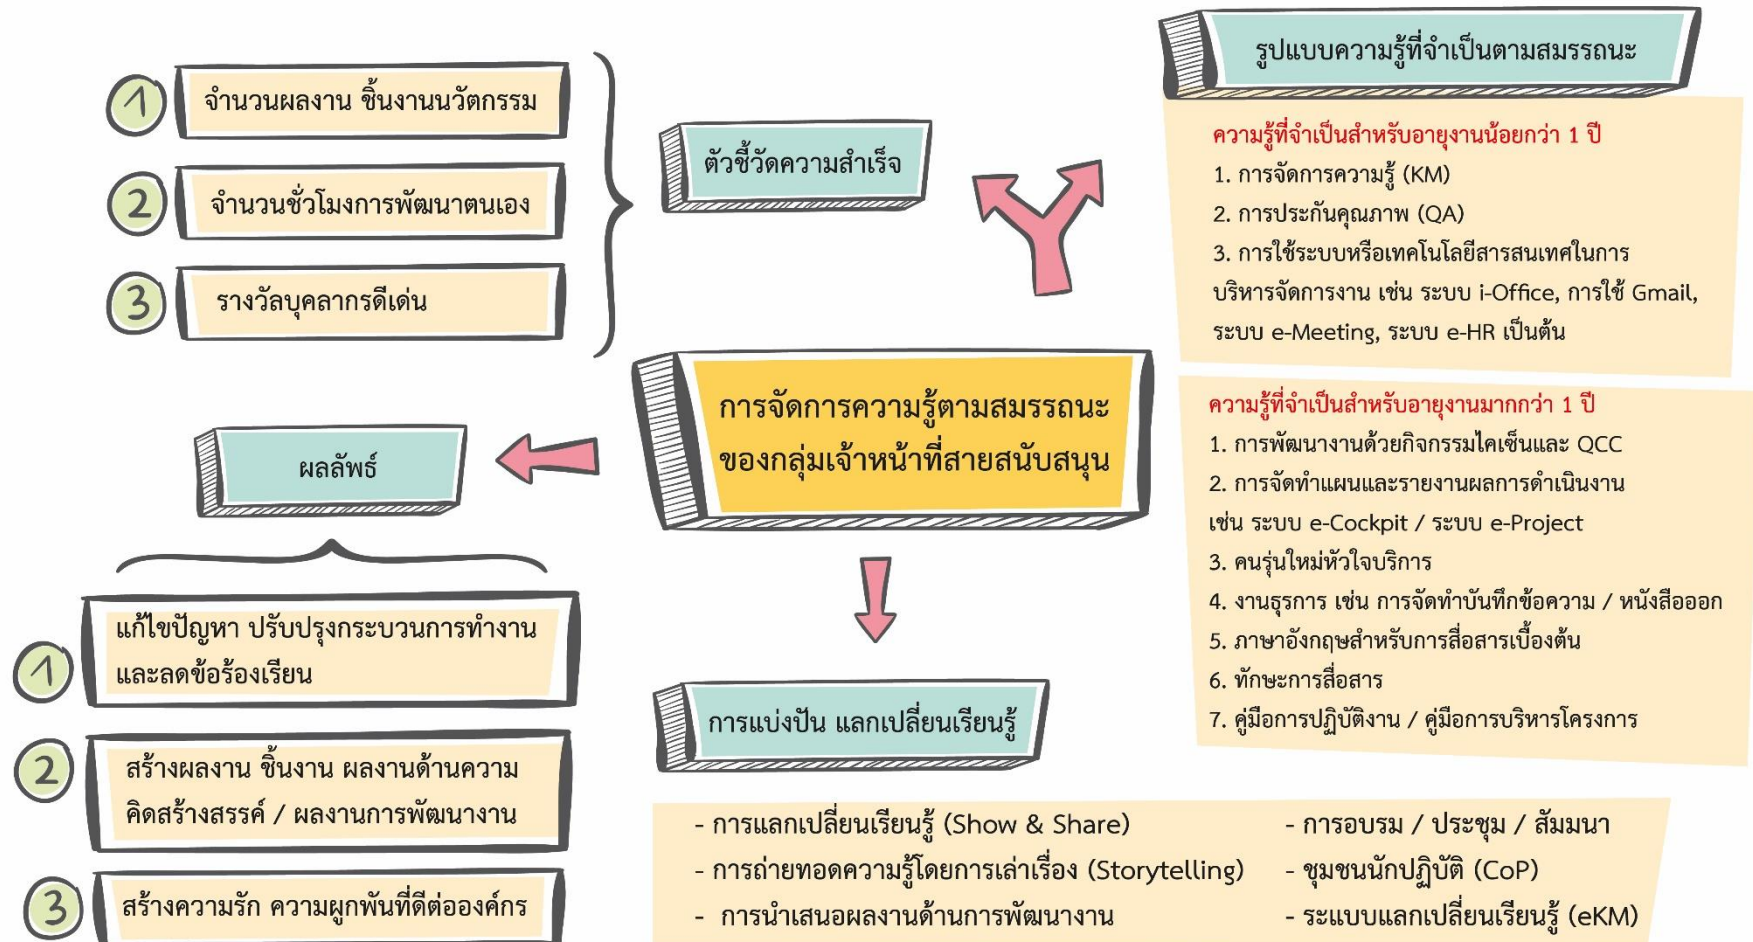 1
จำนวนผลงาน ชิ้นงานนวัตกรรม
2
จำนวนชั่วโมงการพัฒนาตนเอง
3
รางวัลบุคลากรดีเด่น
ตัวชี้วัดความสำเร็จ
รูปแบบความรู้ที่จำเป็นตามสมรรถนะ
ความรู้ที่จำเป็นสำหรับอายุงานน้อยกว่า 1 ปี
1. การจัดการความรู้ (KM)
2. การประกันคุณภาพ (QA)
3. การใช้ระบบหรือเทคโนโลยีสารสนเทศในการ
บริหารจัดการงาน เช่น ระบบ i-Office, การใช้ Gmail,
ระบบ e-Meeting, ระบบ e-HR เป็นต้น
ความรู้ที่จำเป็นสำหรับอายุงานมากกว่า 1 ปี
1. การพัฒนางานด้วยกิจกรรมไคเซ็นและ QCC
2. การจัดทำแผนและรายงานผลการดำเนินงาน
เช่น ระบบ e-Cockpit / ระบบ e-Project
3. คนรุ่นใหม่หัวใจบริการ
4. งานธุรการ เช่น การจัดทำบันทึกข้อความ / หนังสือออก
5. ภาษาอังกฤษสำหรับการสื่อสารเบื้องต้น
6. ทักษะการสื่อสาร
7. คู่มือการปฏิบัติงาน / คู่มือการบริหารโครงการ
การจัดการความรู้ตามสมรรถนะ
ของกลุ่มเจ้าหน้าที่สายสนับสนุน
ผลลัพธ์
1
แก้ไขปัญหา ปรับปรุงกระบวนการทำงาน
และลดข้อร้องเรียน
2
สร้างผลงาน ชิ้นงาน ผลงานด้านความ
คิดสร้างสรรค์ / ผลงานการพัฒนางาน
3
สร้างความรัก ความผูกพันที่ดีต่อองค์กร
การแบ่งปัน แลกเปลี่ยนเรียนรู้
- การแลกเปลี่ยนเรียนรู้ (Show & Share)
- การถ่ายทอดความรู้โดยการเล่าเรื่อง (Storytelling)
- การนำเสนอผลงานด้านการพัฒนางาน
- การอบรม / ประชุม / สัมมนา
- ชุมชนนักปฏิบัติ (CoP)
- ระแบบแลกเปลี่ยนเรียนรู้ (eKM)